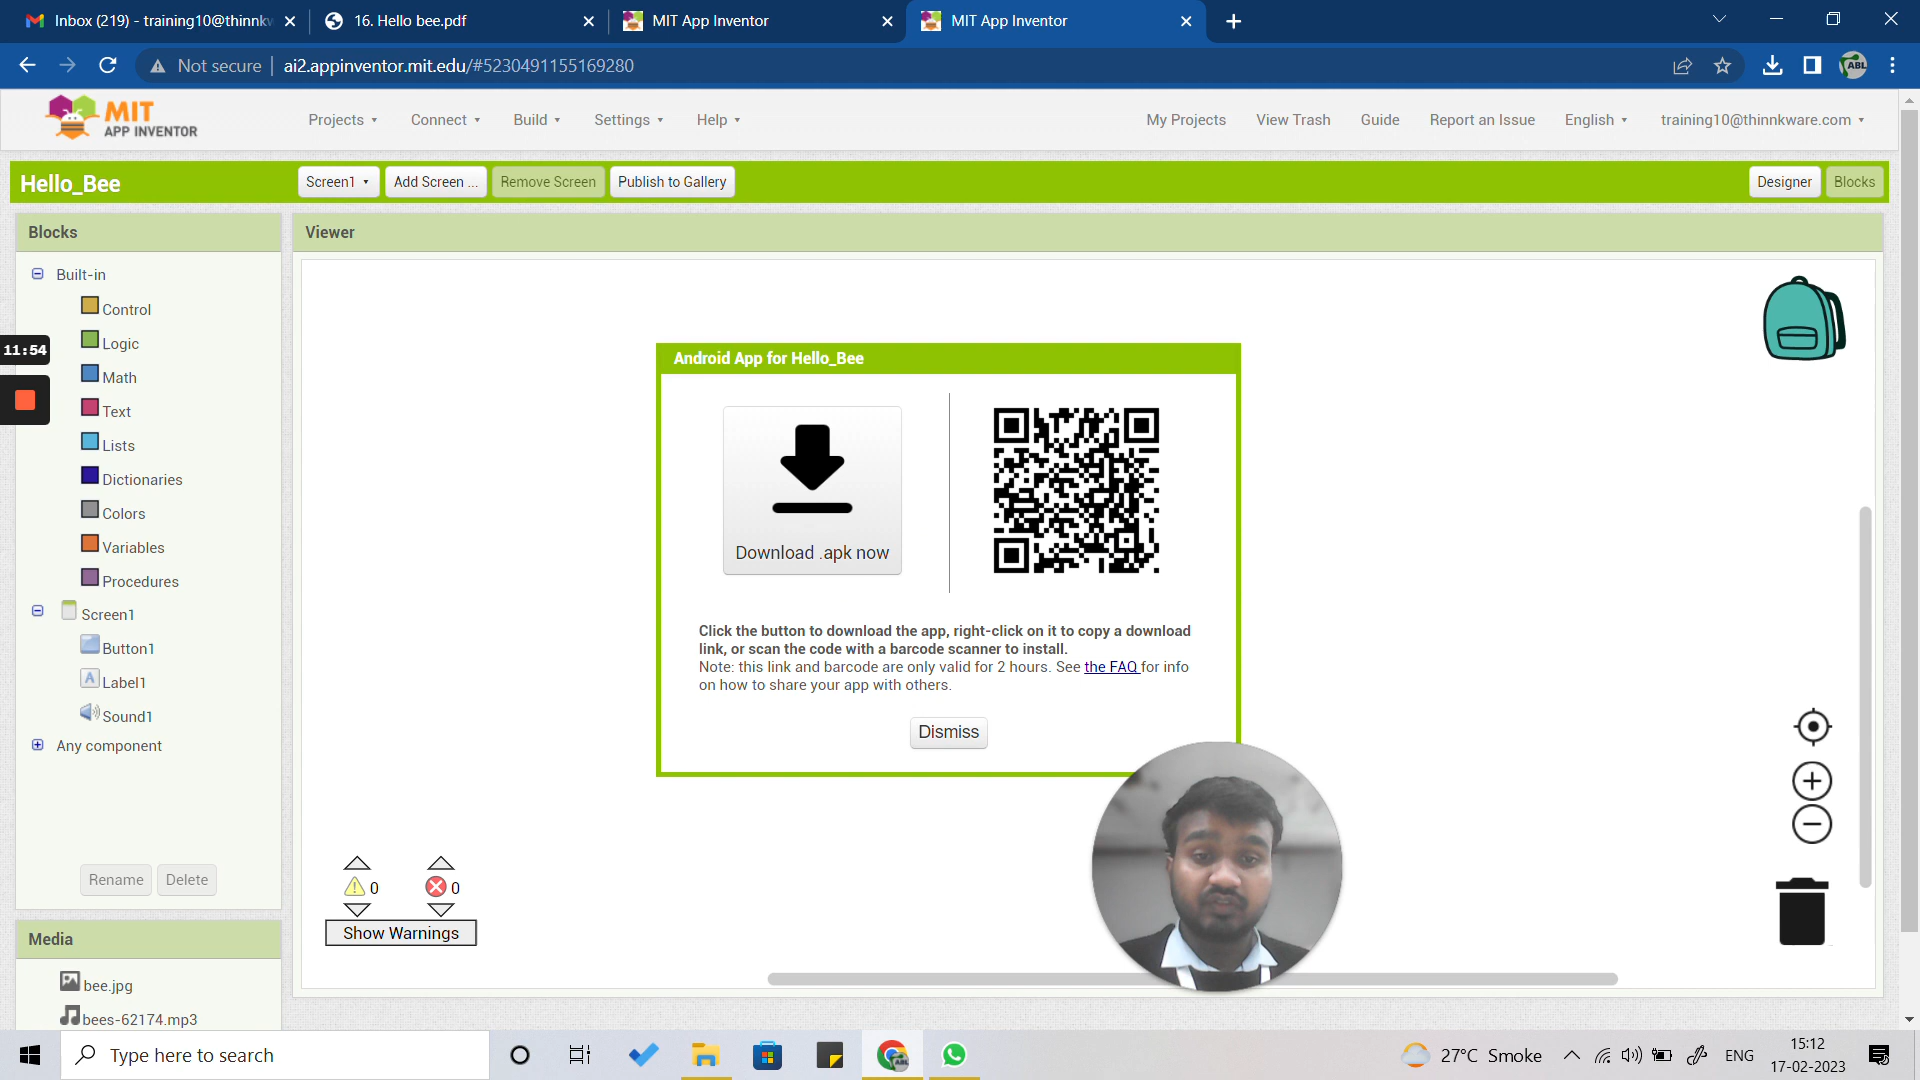 Inbox (219) - training10@thinnkw
16. Hello bee.pdf
MIT App Inventor
MIT App Inventor
Not secure
ai2.appinventor.mit.edu/#5230491155169280
ABL
MIT
APP INVENTOR
Projects
Connect
Build
Settings
Help
My Projects
View Trash
Guide
Report an Issue
English
training10@thinnkware.com
Hello_Bee
Screen1
Add Screen ...
Remove Screen
Publish to Gallery
Designer
Blocks
Blocks
Viewer
Built-in
Control
Logic
Math
Text
Lists
Dictionaries
Colors
Variables
Procedures
Screen1
Button1
Label1
Sound1
Any component
Rename
Delete
11:54
Android App for Hello_Bee
Download .apk now
Click the button to download the app, right-click on it to copy a download
link, or scan the code with a barcode scanner to install.
Note: this link and barcode are only valid for 2 hours. See the FAQ for info
on how to share your app with others.
Dismiss
0
0
Show Warnings
Media
bee.jpg
bees-62174.mp3
Type here to search
27°C Smoke
ENG
15:12
17-02-2023